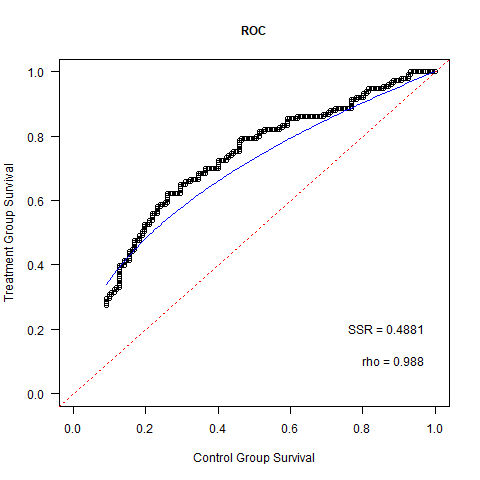 ROC
Treatment Group Survival
1.0
0.8
0.6
0.4
0.2
0.0
SSR = 0.4881
rho = 0.988
0.0 0.2 0.4 0.6 0.8 1.0
Control Group Survival